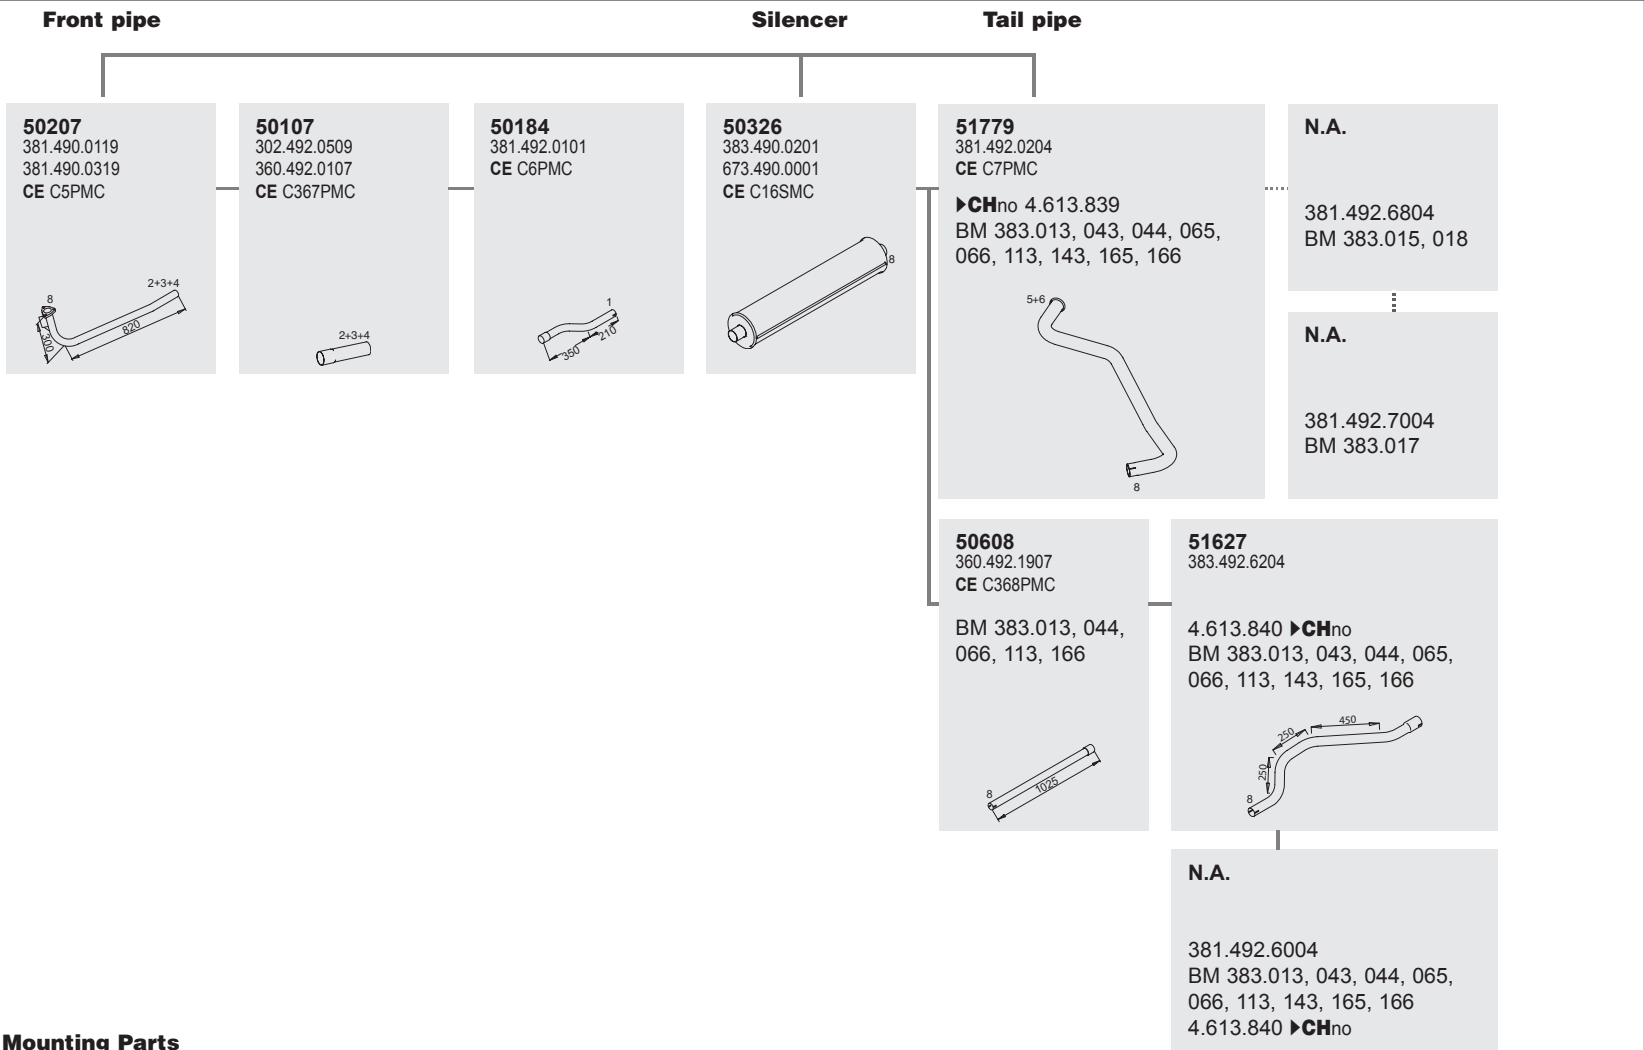 Front pipe
Silencer
Tail pipe
50207
381.490.0119
381.490.0319
CE C5PMC
8
2+3+4
300
820
50107
302.492.0509
360.492.0107
CE C367PMC
2+3+4
50184
381.492.0101
CE C6PMC
1
350
210
50326
383.490.0201
673.490.0001
CE C16SMC
8
51779
381.492.0204
CE C7PMC
▶CHno 4.613.839
BM 383.013, 043, 044, 065,
066, 113, 143, 165, 166
5+6
8
N.A.
381.492.6804
BM 383.015, 018
N.A.
381.492.7004
BM 383.017
50608
360.492.1907
CE C368PMC
BM 383.013, 044,
066, 113, 166
8
1025
51627
383.492.6204
4.613.840 ▶CHno
BM 383.013, 043, 044, 065,
066, 113, 143, 165, 166
450
250
250
8
N.A.
381.492.6004
BM 383.013, 043, 044, 065,
066, 113, 143, 165, 166
4.613.840 ▶CHno
Mounting Parts